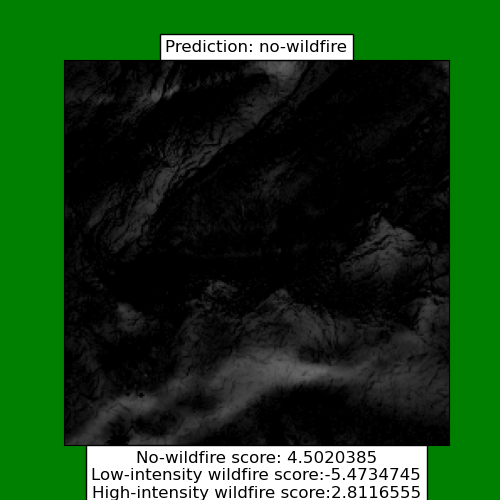 Prediction: no-wildfire
No-wildfire score: 4.5020385
Low-intensity wildfire score:-5.4734745
High-intensity wildfire score:2.8116555